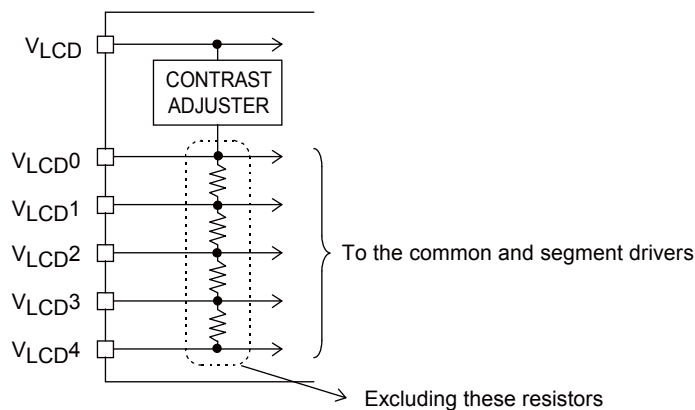 VLCD
CONTRAST
ADJUSTER
VLCD0
VLCD1
VLCD2
VLCD3
VLCD4
To the common and segment drivers
Excluding these resistors